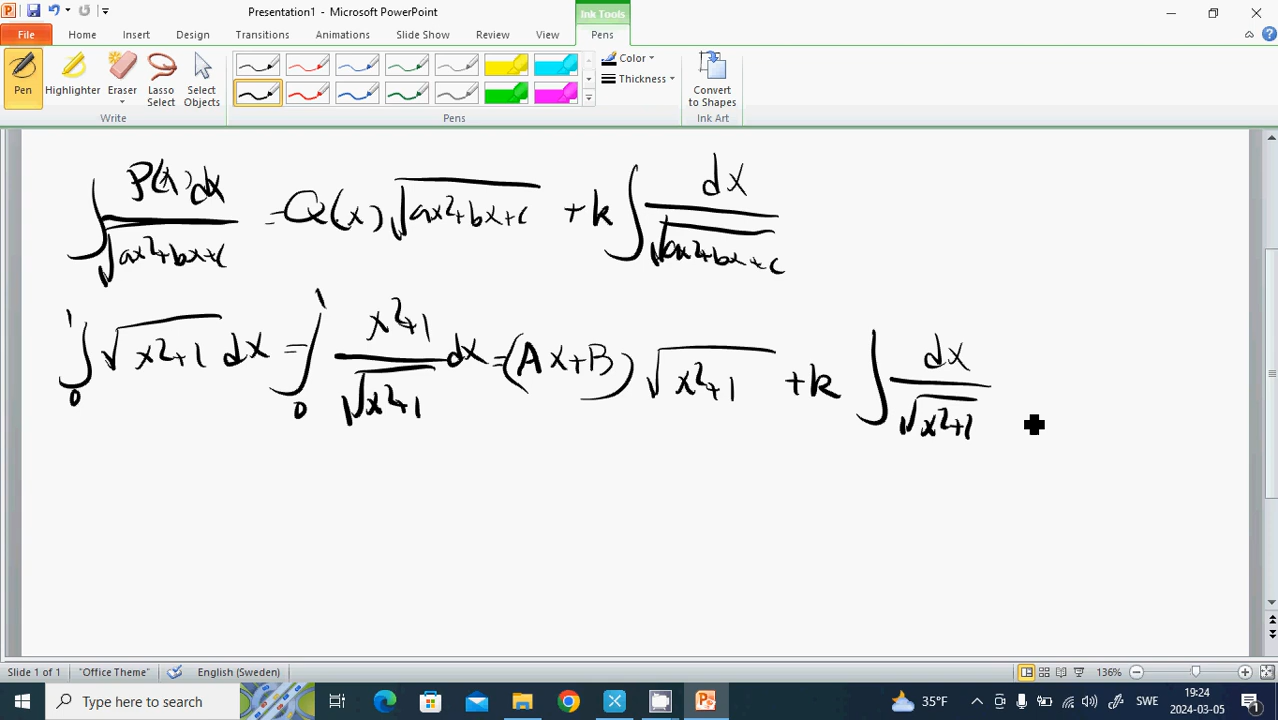 Presentation1 - Microsoft PowerPoint
Ink Tools
File Home Insert Design Transitions Animations Slide Show Review View Pens
Pen Highlighter Eraser Lasso Select Select Objects
Color Thickness
Convert to Shapes
Write Pens Ink Art
∫ P(x)dx / √(ax²+bx+c) = Q(x) √(ax²+bx+c) + k ∫ dx / √(ax²+bx+c)
∫₀¹ √(x²+1) dx = ∫₀¹ (x²+1) / √(x²+1) dx = (Ax+B) √(x²+1) + k ∫ dx / √(x²+1)
Slide 1 of 1 "Office Theme" English (Sweden) 136%
Type here to search 35°F SWE 19:24
2024-03-05 1